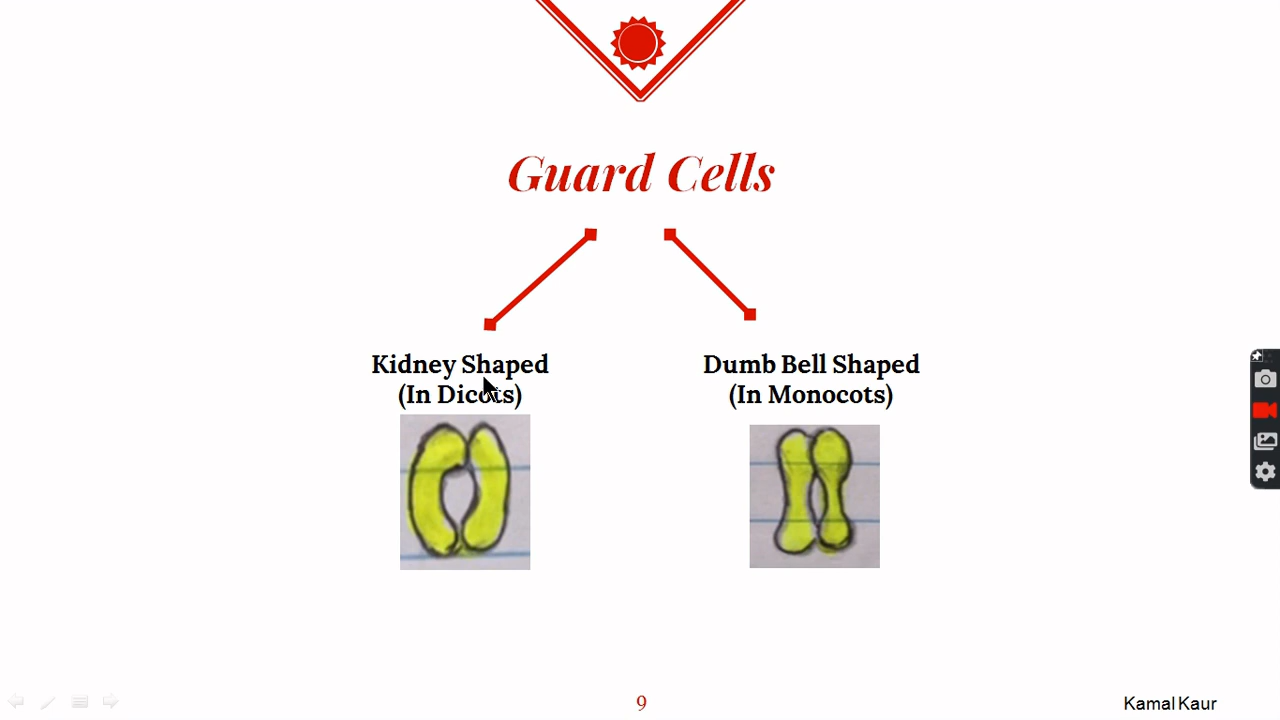 Guard Cells
Kidney Shaped
(In Dicots)
Dumb Bell Shaped
(In Monocots)
9
Kamal Kaur